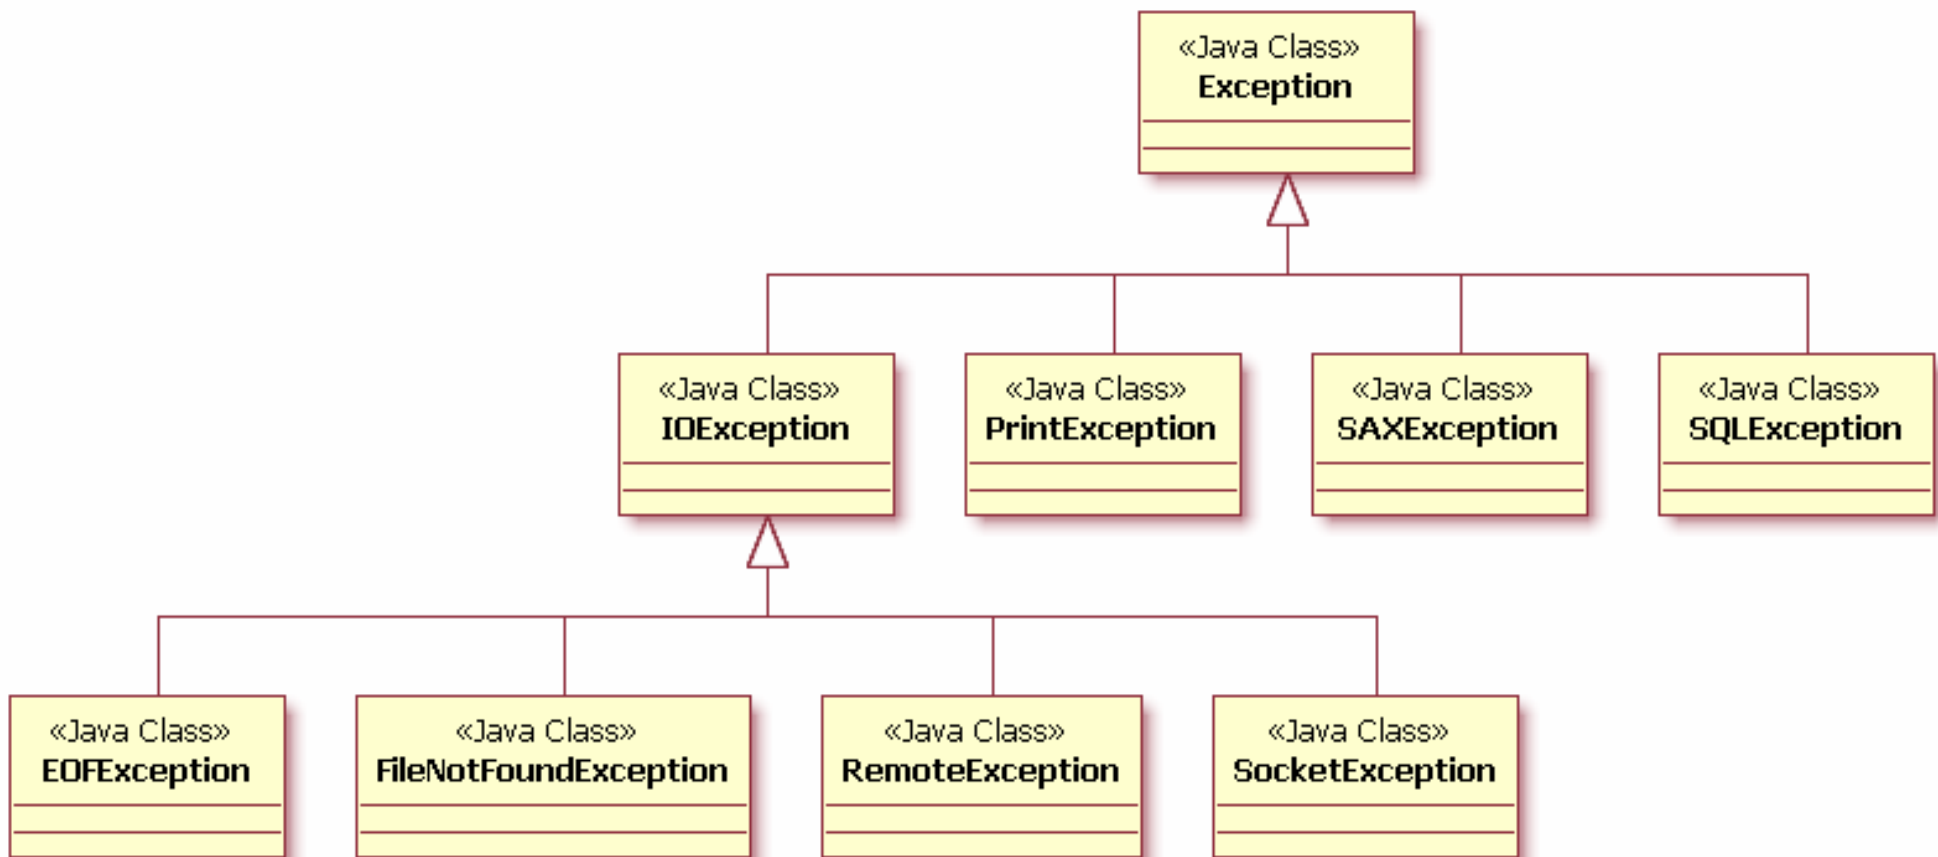 «Java Class»
Exception
«Java Class»
IOException
«Java Class»
PrintException
«Java Class»
SAXException
«Java Class»
SQLException
«Java Class»
EOFException
«Java Class»
FileNotFoundException
«Java Class»
RemoteException
«Java Class»
SocketException